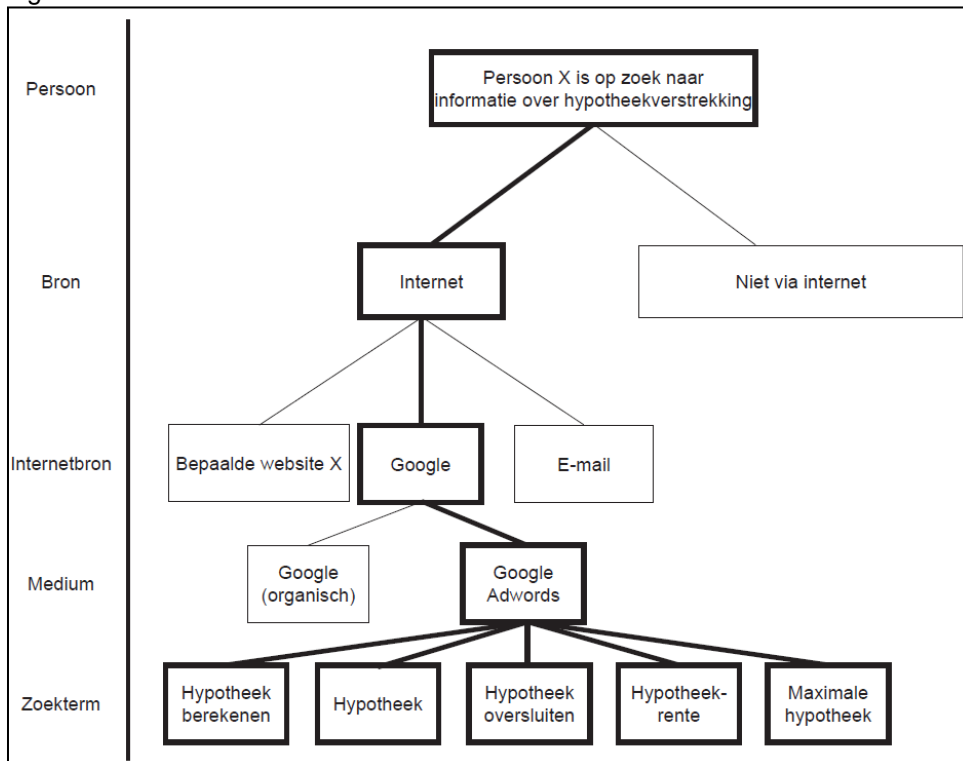 Persoon
Persoon X is op zoek naar
informatie over hypotheekverstrekking
Bron
Internet
Niet via internet
Internetbron
Bepaalde website X
Google
E-mail
Medium
Google
(organisch)
Google
Adwords
Zoekterm
Hypotheek
berekenen
Hypotheek
Hypotheek
oversluiten
Hypotheek-
rente
Maximale
hypotheek